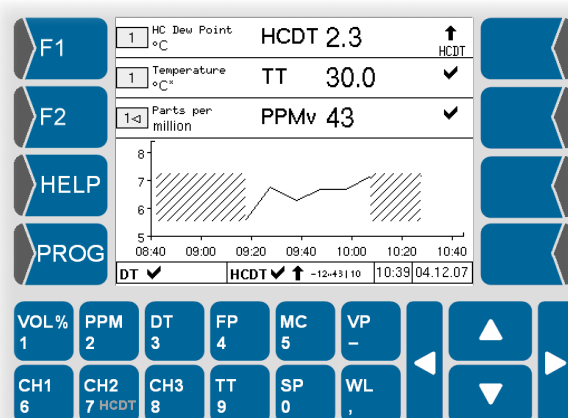 F1
1 HC Dew Point °C HCDT 2.3 HCDT
1 Temperature °C* TT 30.0
F2
1 Parts per million PPMv 43
HELP
PROG
8
7
6
5
08:40 09:00 09:20 09:40 10:00 10:20 10:40
DT HCDT 10:39 04.12.07
VOL% PPM DT FP MC VP
1 2 3 4 5 –
CH1 CH2 CH3 TT SP WL
6 7 HCDT 8 9 0 ,